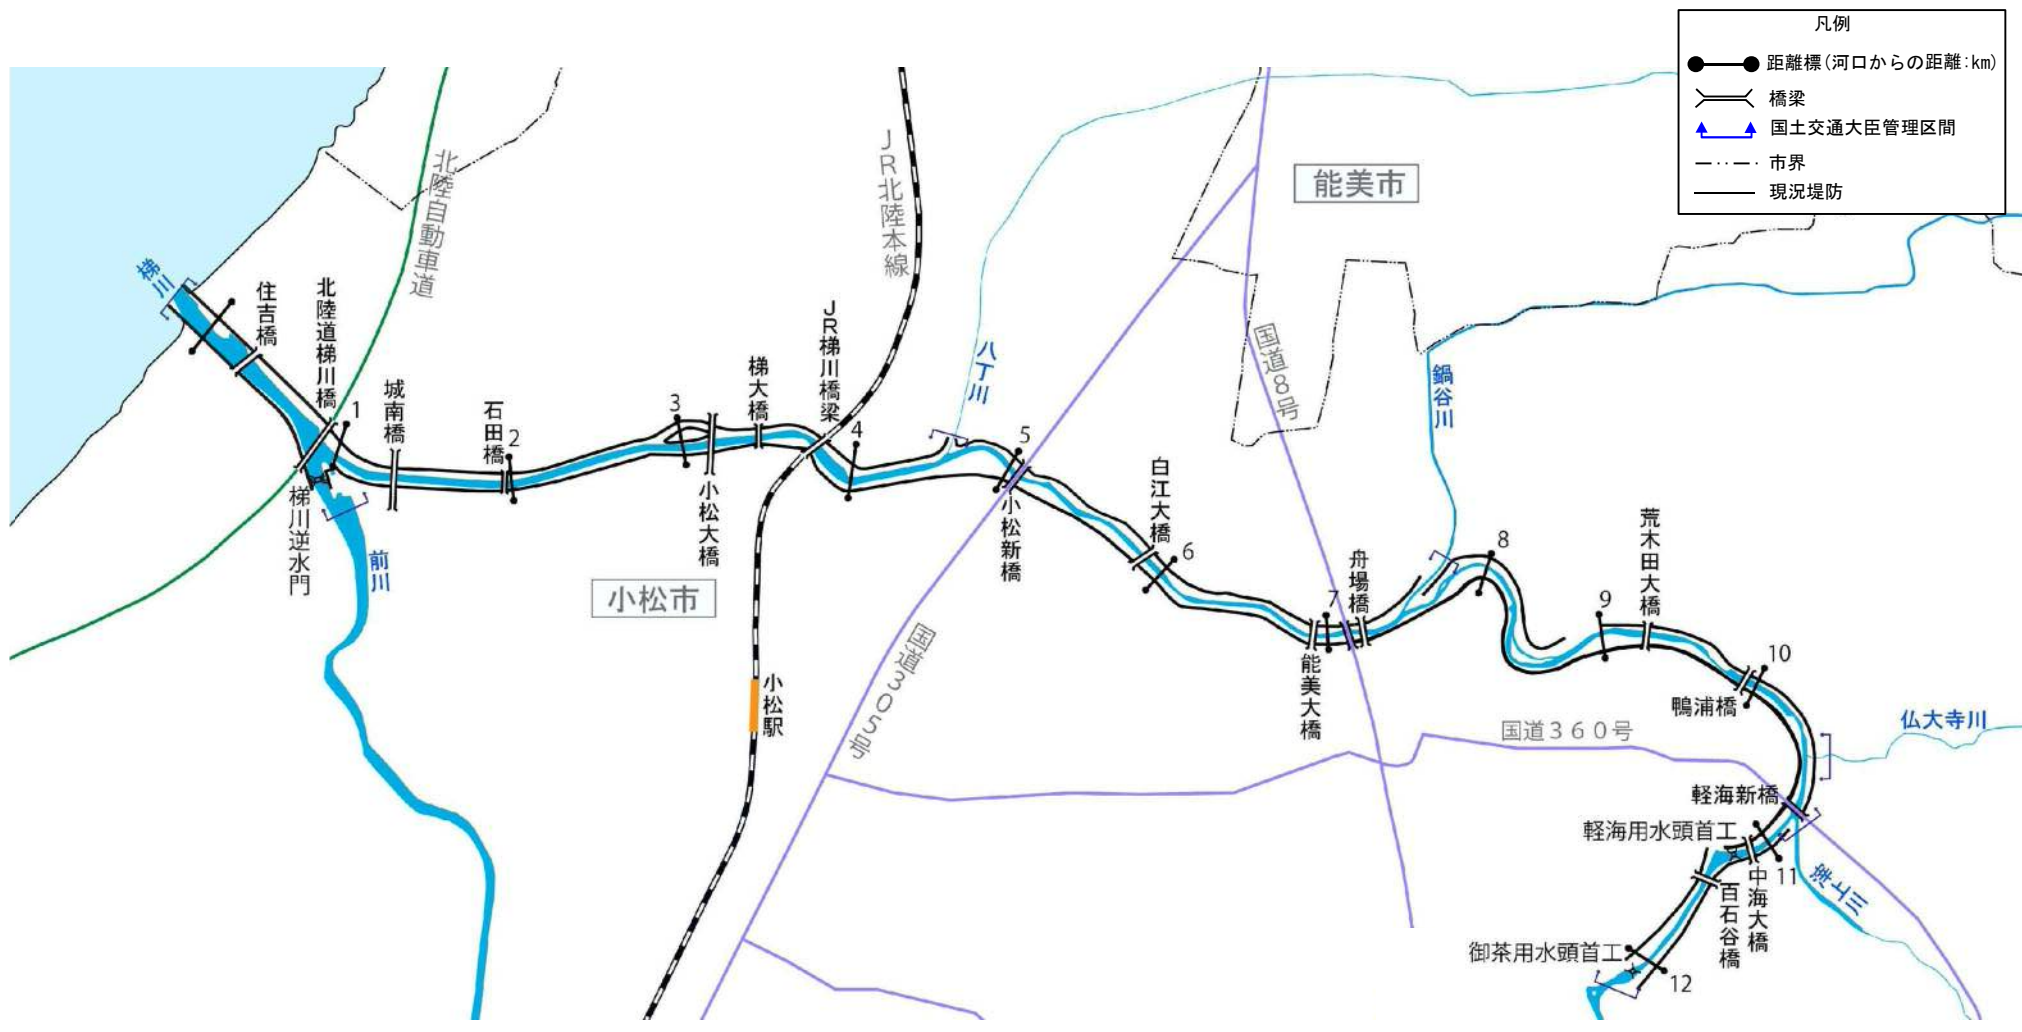 凡例
距離標(河口からの距離:km)
橋梁
国土交通大臣管理区間
市界
現況堤防
北陸自動車道
JR北陸本線
能美市
梯川
住吉橋
北陸道梯川橋
1
城南橋
石田橋
2
3
梯大橋
JR梯川橋梁
4
八丁川
5
国道8号
鍋谷川
梯川逆水門
前川
小松大橋
小松市
小松新橋
白江大橋
6
7
舟場橋
8
9
荒木田大橋
10
能美大橋
鴨浦橋
小松駅
国道305号
国道360号
仏大寺川
軽海新橋
軽海用水頭首工
11
中海大橋
百石谷橋
滓上川
御茶用水頭首工
12